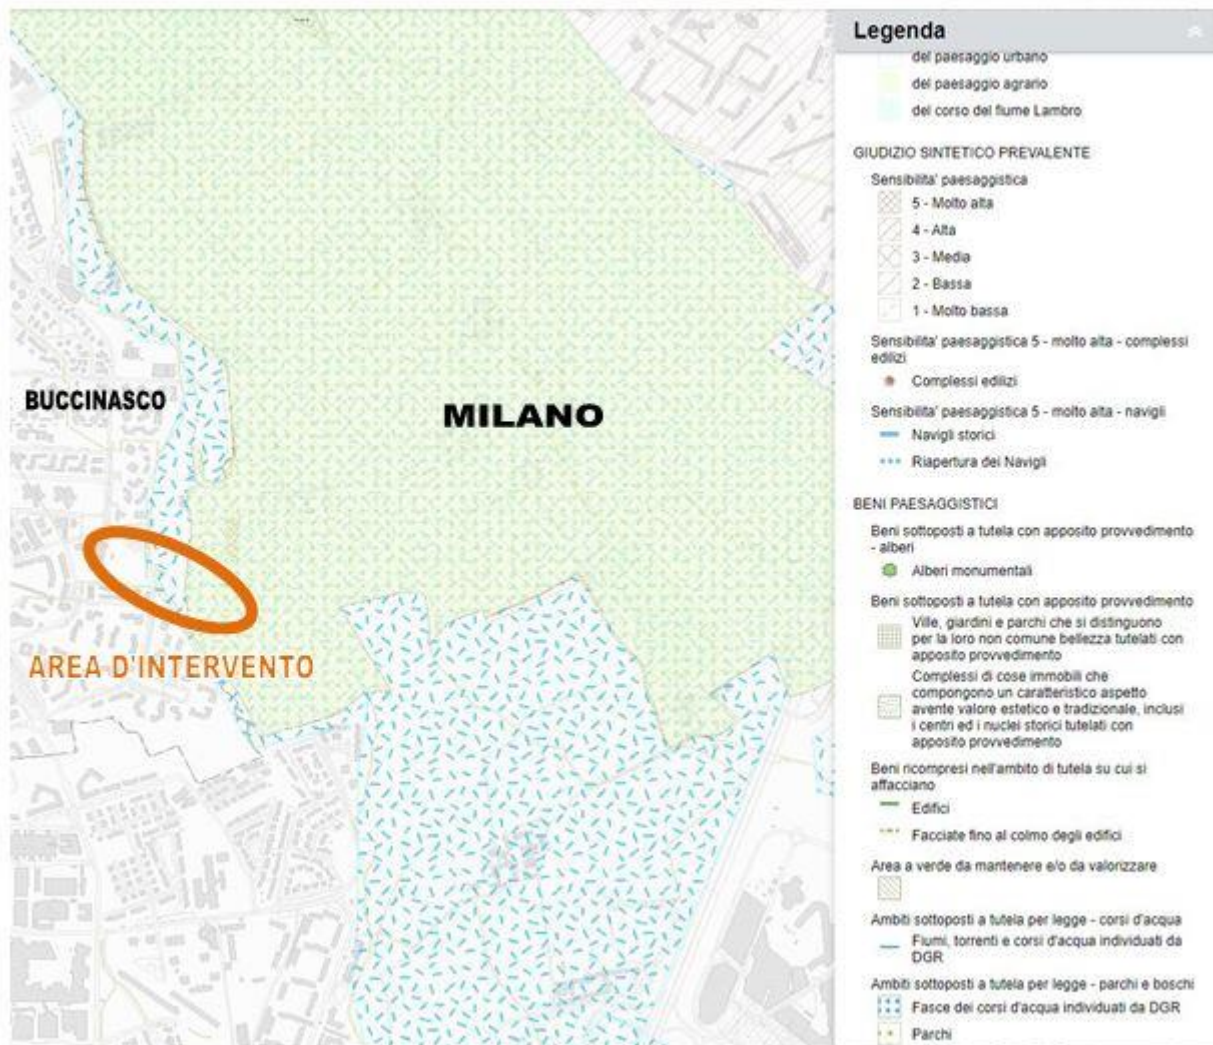 BUCCINASCO
MILANO
AREA D'INTERVENTO
Legenda
del paesaggio urbano
del paesaggio agrario
del corso del fiume Lambro
GIUDIZIO SINTETICO PREVALENTE
Sensibilita' paesaggistica
5 - Molto alta
4 - Alta
3 - Media
2 - Bassa
1 - Molto bassa
Sensibilita' paesaggistica 5 - molto alta - complessi
edilizi
Complessi edilizi
Sensibilita' paesaggistica 5 - molto alta - navigli
Navigli storici
Riapertura dei Navigli
BENI PAESAGGISTICI
Beni sottoposti a tutela con apposito provvedimento
- alberi
Alberi monumentali
Beni sottoposti a tutela con apposito provvedimento
Ville, giardini e parchi che si distinguono
per la loro non comune bellezza tutelati con
apposito provvedimento
Complessi di cose immobili che
compongono un caratteristico aspetto
avente valore estetico e tradizionale, inclusi
i centri ed i nuclei storici tutelati con
apposito provvedimento
Beni ricompresi nell'ambito di tutela su cui si
affacciano
Edifici
Facciate fino al colmo degli edifici
Area a verde da mantenere e/o da valorizzare
Ambiti sottoposti a tutela per legge - corsi d'acqua
Fiumi, torrenti e corsi d'acqua individuati da
DGR
Ambiti sottoposti a tutela per legge - parchi e boschi
Fasce dei corsi d'acqua individuati da DGR
Parchi